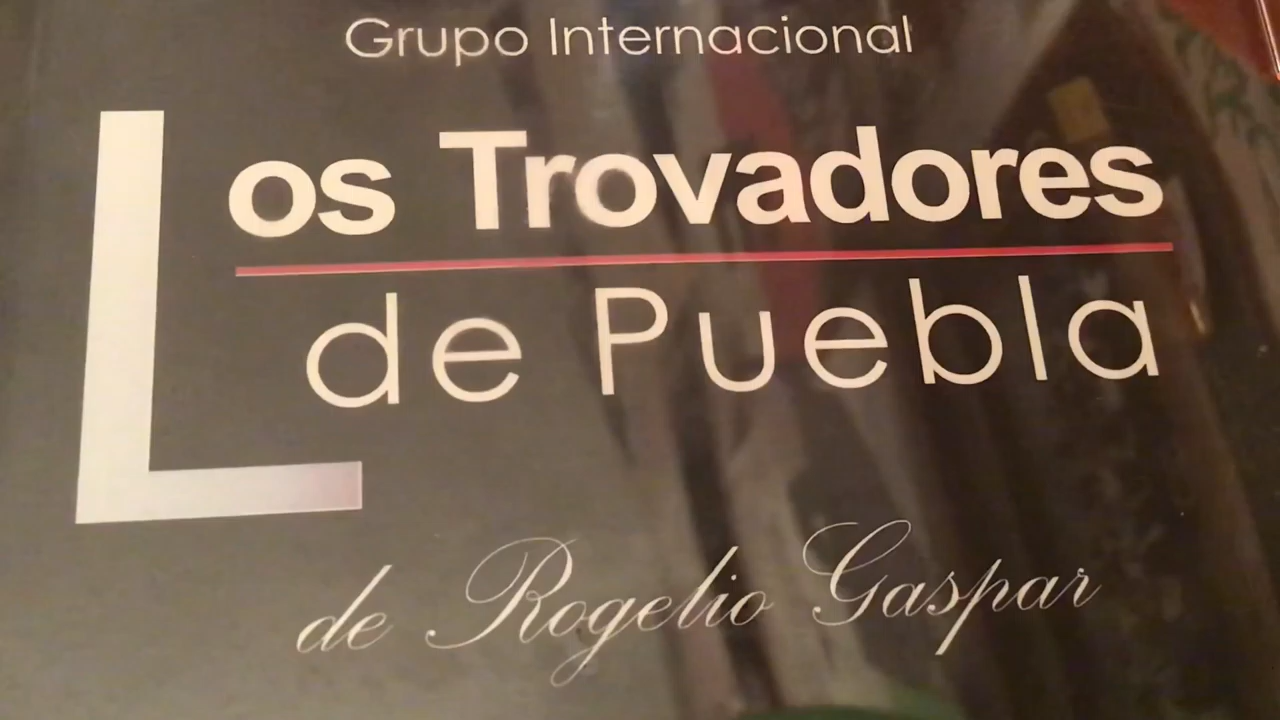 Grupo Internacional
Los Trovadores
de Puebla
de Rogelio Gaspar